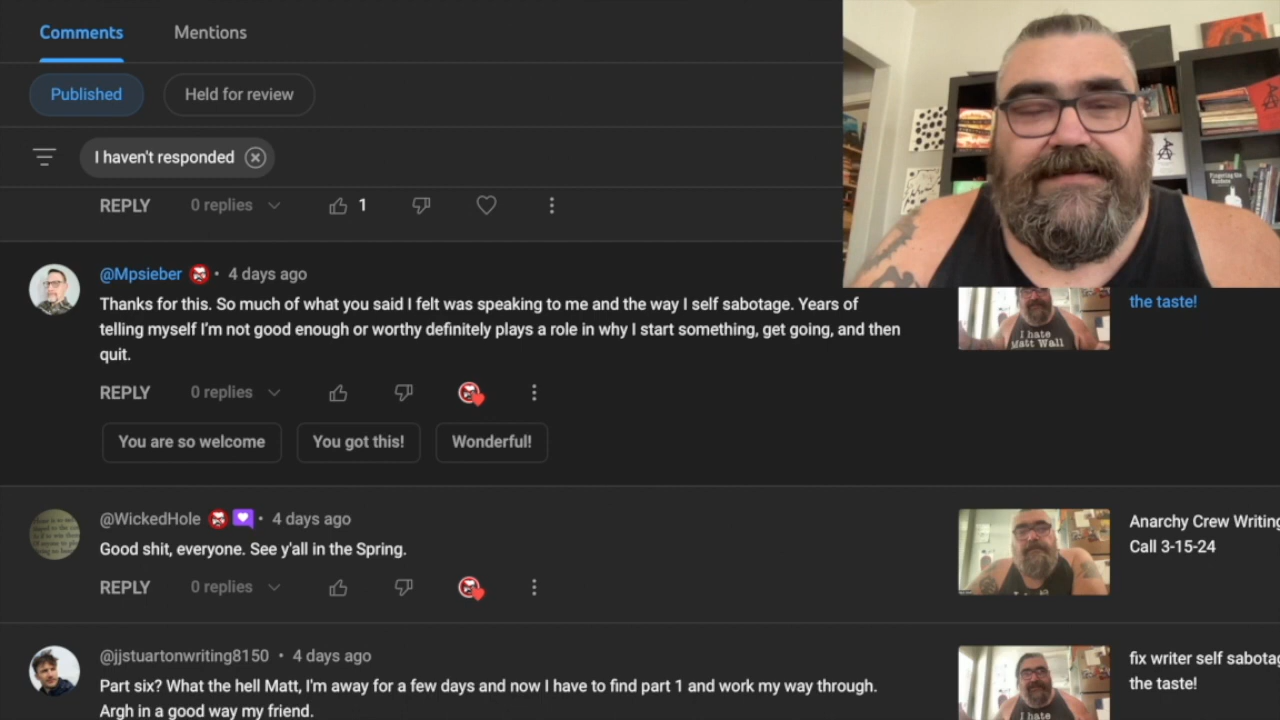 Comments
Mentions
Published
Held for review
I haven't responded
REPLY 0 replies 1
@Mpsieber • 4 days ago
Thanks for this. So much of what you said I felt was speaking to me and the way I self sabotage. Years of
telling myself I'm not good enough or worthy definitely plays a role in why I start something, get going, and then
quit.
REPLY 0 replies
You are so welcome
You got this!
Wonderful!
the taste!
I hate
Matt Wall
@WickedHole • 4 days ago
Good shit, everyone. See y'all in the Spring.
REPLY 0 replies
Anarchy Crew Writing
Call 3-15-24
@jjstuartonwriting8150 • 4 days ago
Part six? What the hell Matt, I'm away for a few days and now I have to find part 1 and work my way through.
Argh in a good way my friend.
fix writer self sabota
the taste!
I hate